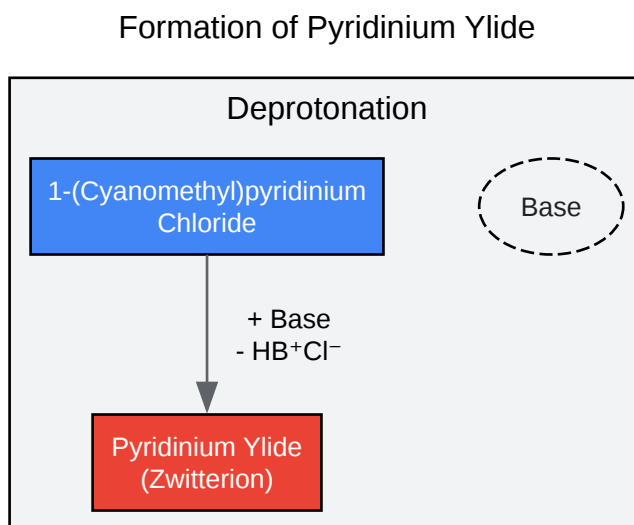 Formation of Pyridinium Ylide
Deprotonation
1-(Cyanomethyl)pyridinium
Chloride
Base
+ Base
- HB⁺Cl⁻
Pyridinium Ylide
(Zwitterion)